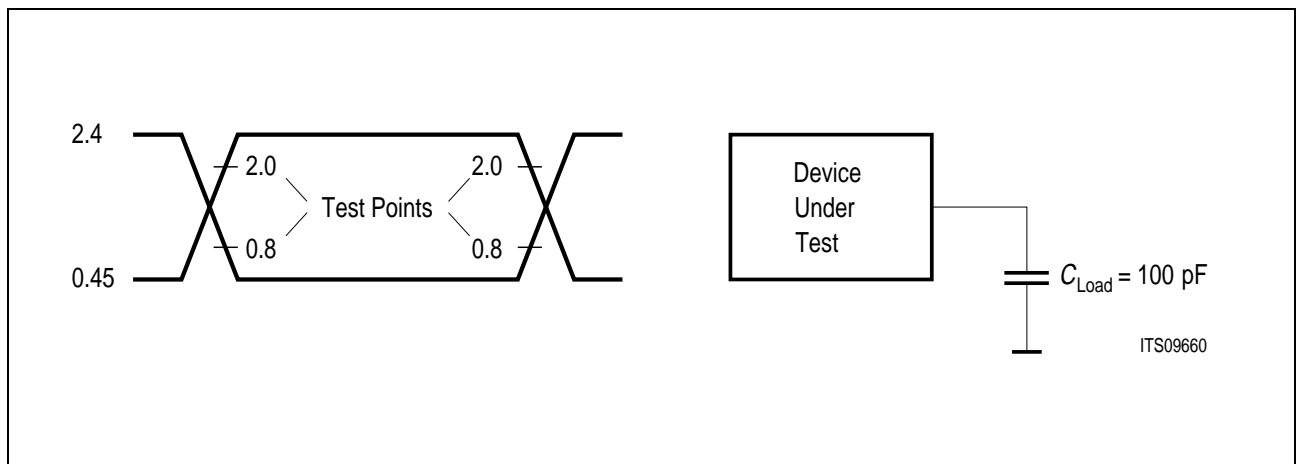 2.4
0.45
2.0
0.8
Test Points
2.0
0.8
Device
Under
Test
C_Load = 100 pF
ITS09660